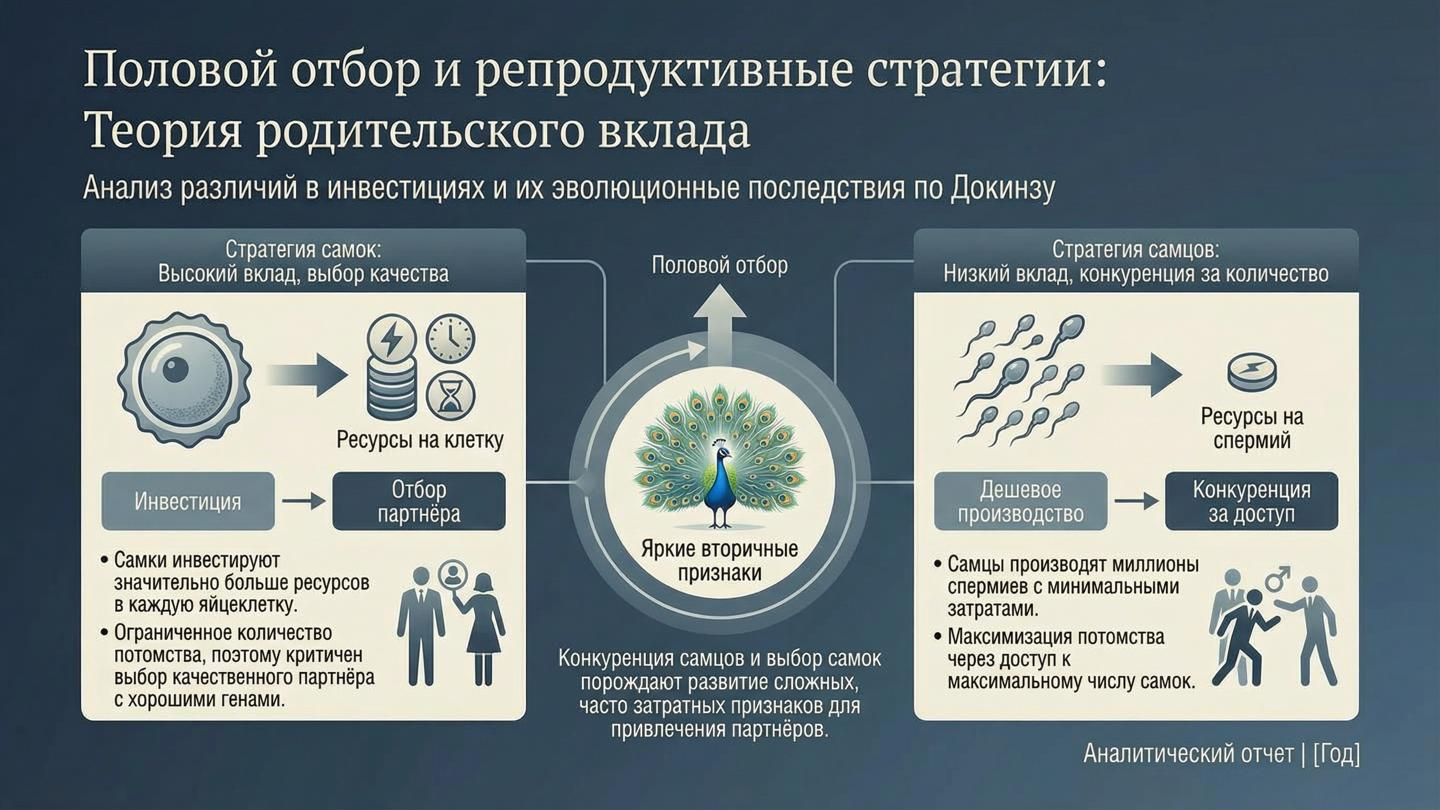 Половой отбор и репродуктивные стратегии:
Теория родительского вклада
Анализ различий в инвестициях и их эволюционные последствия по Докинзу
Стратегия самок:
Высокий вклад, выбор качества
Ресурсы на клетку
Инвестиция
Отбор
партнёра
• Самки инвестируют
значительно больше ресурсов
в каждую яйцеклетку.
• Ограниченное количество
потомства, поэтому критичен
выбор качественного партнёра
с хорошими генами.
Половой отбор
Яркие вторичные
признаки
Конкуренция самцов и выбор самок
порождают развитие сложных,
часто затратных признаков для
привлечения партнёров.
Стратегия самцов:
Низкий вклад, конкуренция за количество
Ресурсы на
спермий
Дешевое
производство
Конкуренция
за доступ
• Самцы производят миллионы
спермиев с минимальными
затратами.
• Максимизация потомства
через доступ к
максимальному числу самок.
Аналитический отчет | [Год]